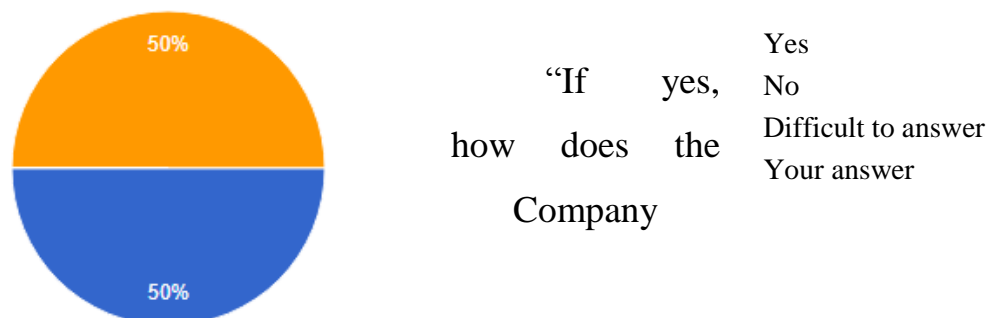 50%
50%
“If yes,
how does the
Company
Yes
No
Difficult to answer
Your answer